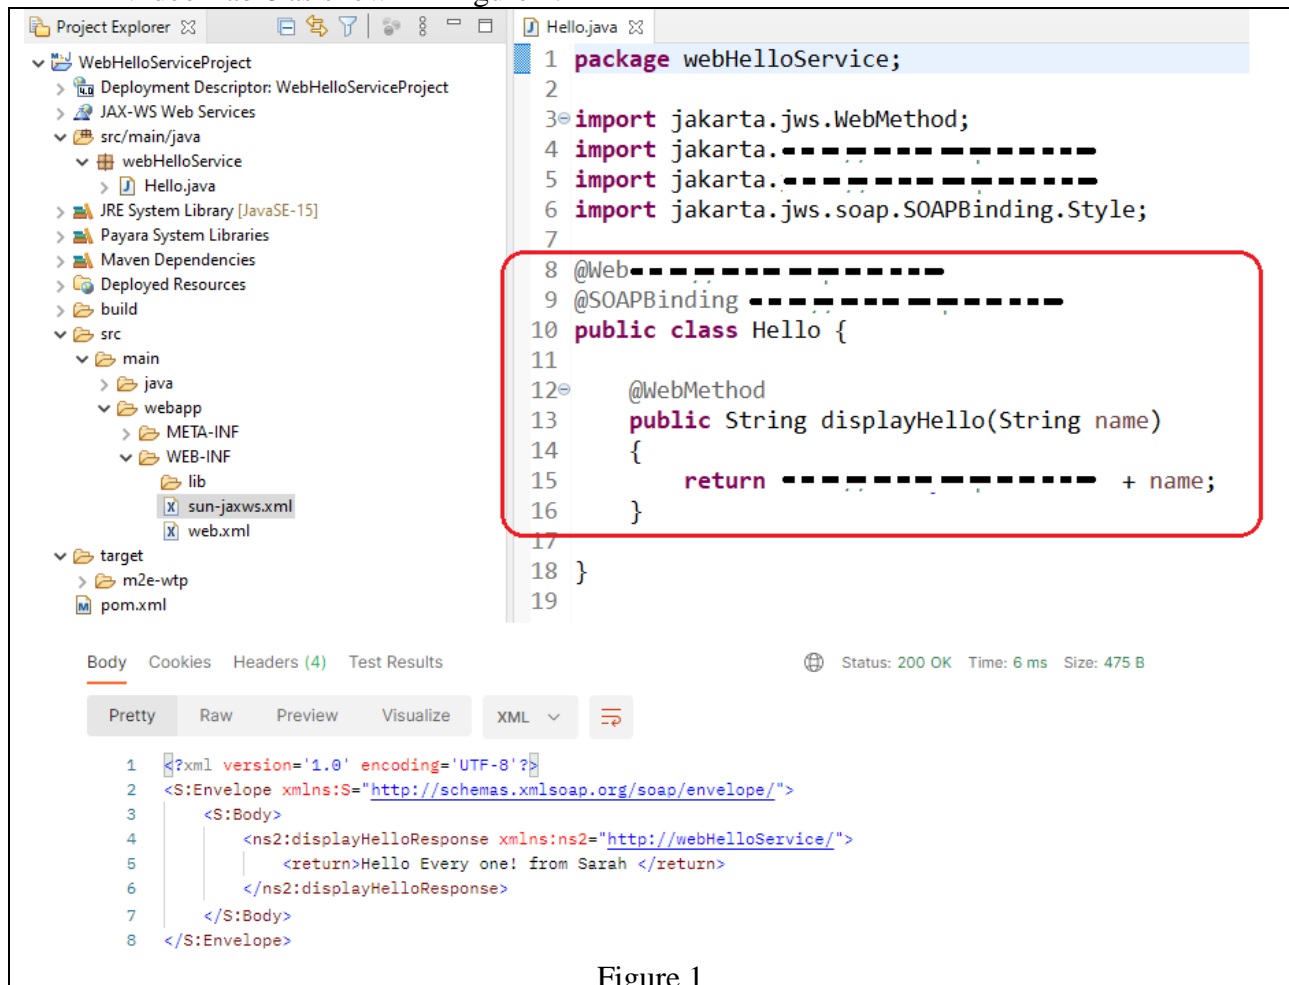 Project Explorer
WebHelloServiceProject
Deployment Descriptor: WebHelloServiceProject
JAX-WS Web Services
src/main/java
webHelloService
Hello.java
JRE System Library [JavaSE-15]
Payara System Libraries
Maven Dependencies
Deployed Resources
build
src
main
java
webapp
META-INF
WEB-INF
lib
sun-jaxws.xml
web.xml
target
m2e-wtp
pom.xml
Hello.java
1 package webHelloService;
2
3 import jakarta.jws.WebMethod;
4 import jakarta.
5 import jakarta.
6 import jakarta.jws.soap.SOAPBinding.Style;
7
8 @Web
9 @SOAPBinding
10 public class Hello {
11
12 @WebMethod
13 public String displayHello(String name)
14 {
15 return + name;
16 }
17
18 }
19
Body Cookies Headers (4) Test Results Status: 200 OK Time: 6 ms Size: 475 B
Pretty Raw Preview Visualize XML
1 <?xml version='1.0' encoding='UTF-8'?>
2 <S:Envelope xmlns:S="http://schemas.xmlsoap.org/soap/envelope/">
3 <S:Body>
4 <ns2:displayHelloResponse xmlns:ns2="http://webHelloService/">
5 <return>Hello Every one! from Sarah </return>
6 </ns2:displayHelloResponse>
7 </S:Body>
8 </S:Envelope>
Figure 1